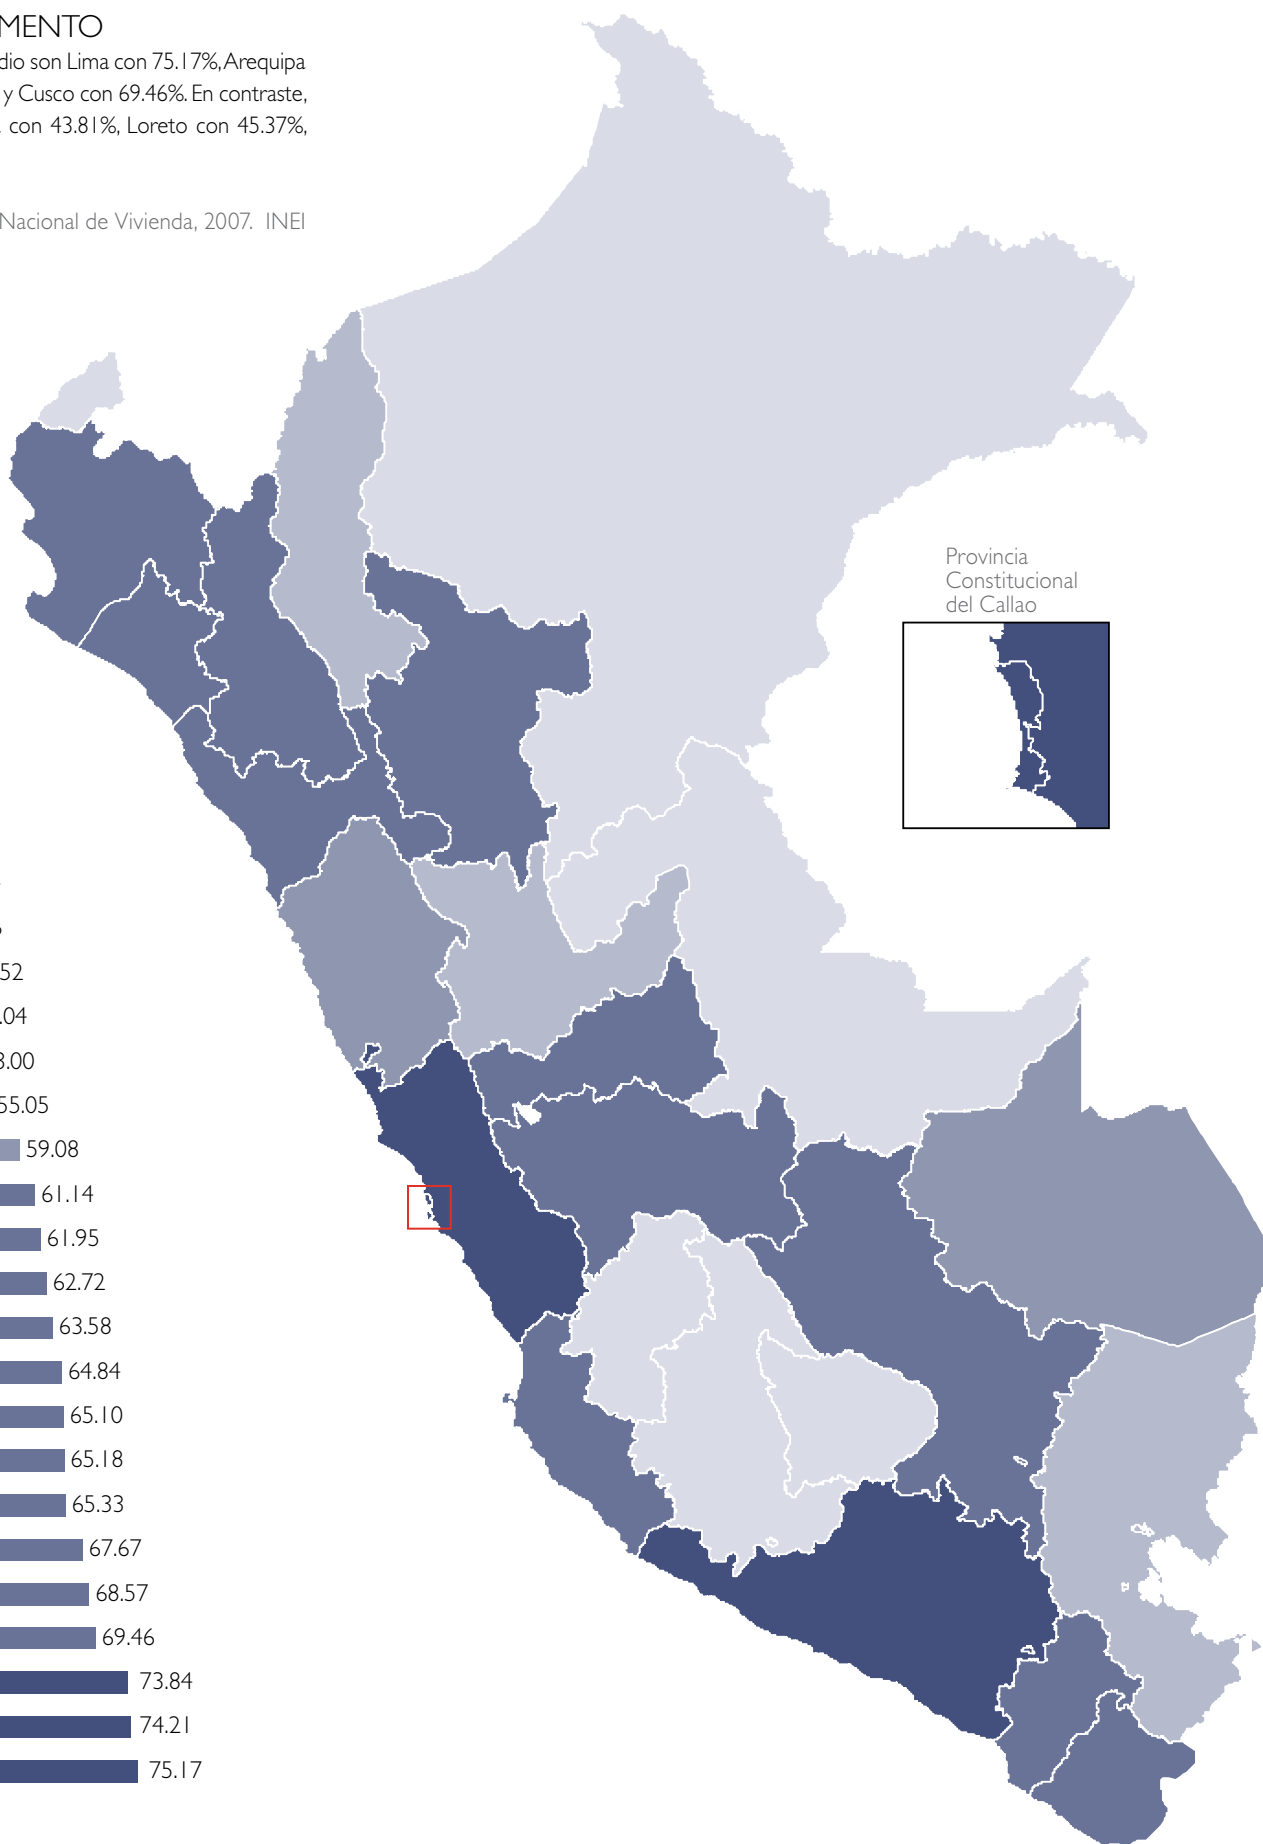 MENTO
dio son Lima con 75.17%, Arequipa
y Cusco con 69.46%. En contraste,
con 43.81%, Loreto con 45.37%,
Nacional de Vivienda, 2007. INEI
Provincia
Constitucional
del Callao
52
.04
3.00
55.05
59.08
61.14
61.95
62.72
63.58
64.84
65.10
65.18
65.33
67.67
68.57
69.46
73.84
74.21
75.17